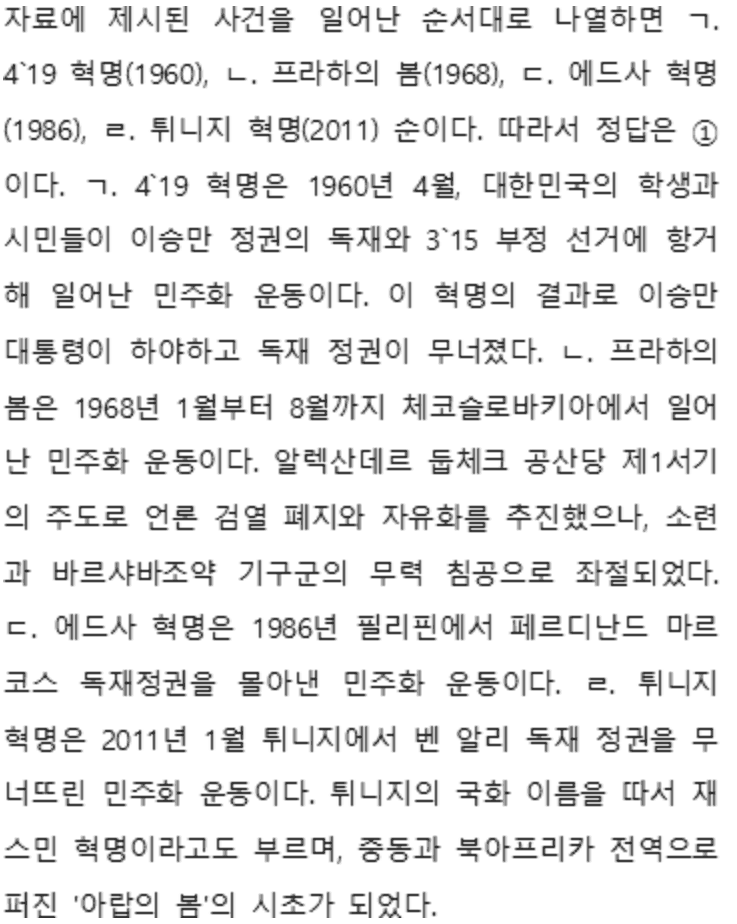 자료에 제시된 사건을 일어난 순서대로 나열하면 ㄱ.
4`19 혁명(1960), ㄴ. 프라하의 봄(1968), ㄷ. 에드사 혁명
(1986), ㄹ. 튀니지 혁명(2011) 순이다. 따라서 정답은 ①
이다. ㄱ. 4`19 혁명은 1960년 4월, 대한민국의 학생과
시민들이 이승만 정권의 독재와 3`15 부정 선거에 항거
해 일어난 민주화 운동이다. 이 혁명의 결과로 이승만
대통령이 하야하고 독재 정권이 무너졌다. ㄴ. 프라하의
봄은 1968년 1월부터 8월까지 체코슬로바키아에서 일어
난 민주화 운동이다. 알렉산데르 둡체크 공산당 제1서기
의 주도로 언론 검열 폐지와 자유화를 추진했으나, 소련
과 바르샤바조약 기구군의 무력 침공으로 좌절되었다.
ㄷ. 에드사 혁명은 1986년 필리핀에서 페르디난드 마르
코스 독재정권을 몰아낸 민주화 운동이다. ㄹ. 튀니지
혁명은 2011년 1월 튀니지에서 벤 알리 독재 정권을 무
너뜨린 민주화 운동이다. 튀니지의 국화 이름을 따서 재
스민 혁명이라고도 부르며, 중동과 북아프리카 전역으로
퍼진 '아랍의 봄'의 시초가 되었다.